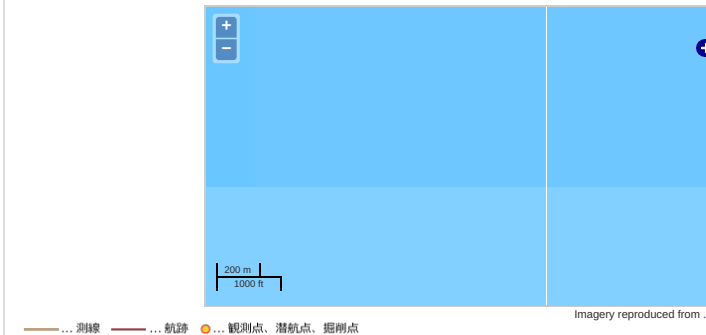 +
−
200 m
1000 ft
Imagery reproduced from .
... 測線 ... 航跡 ... 観測点、潜航点、掘削点